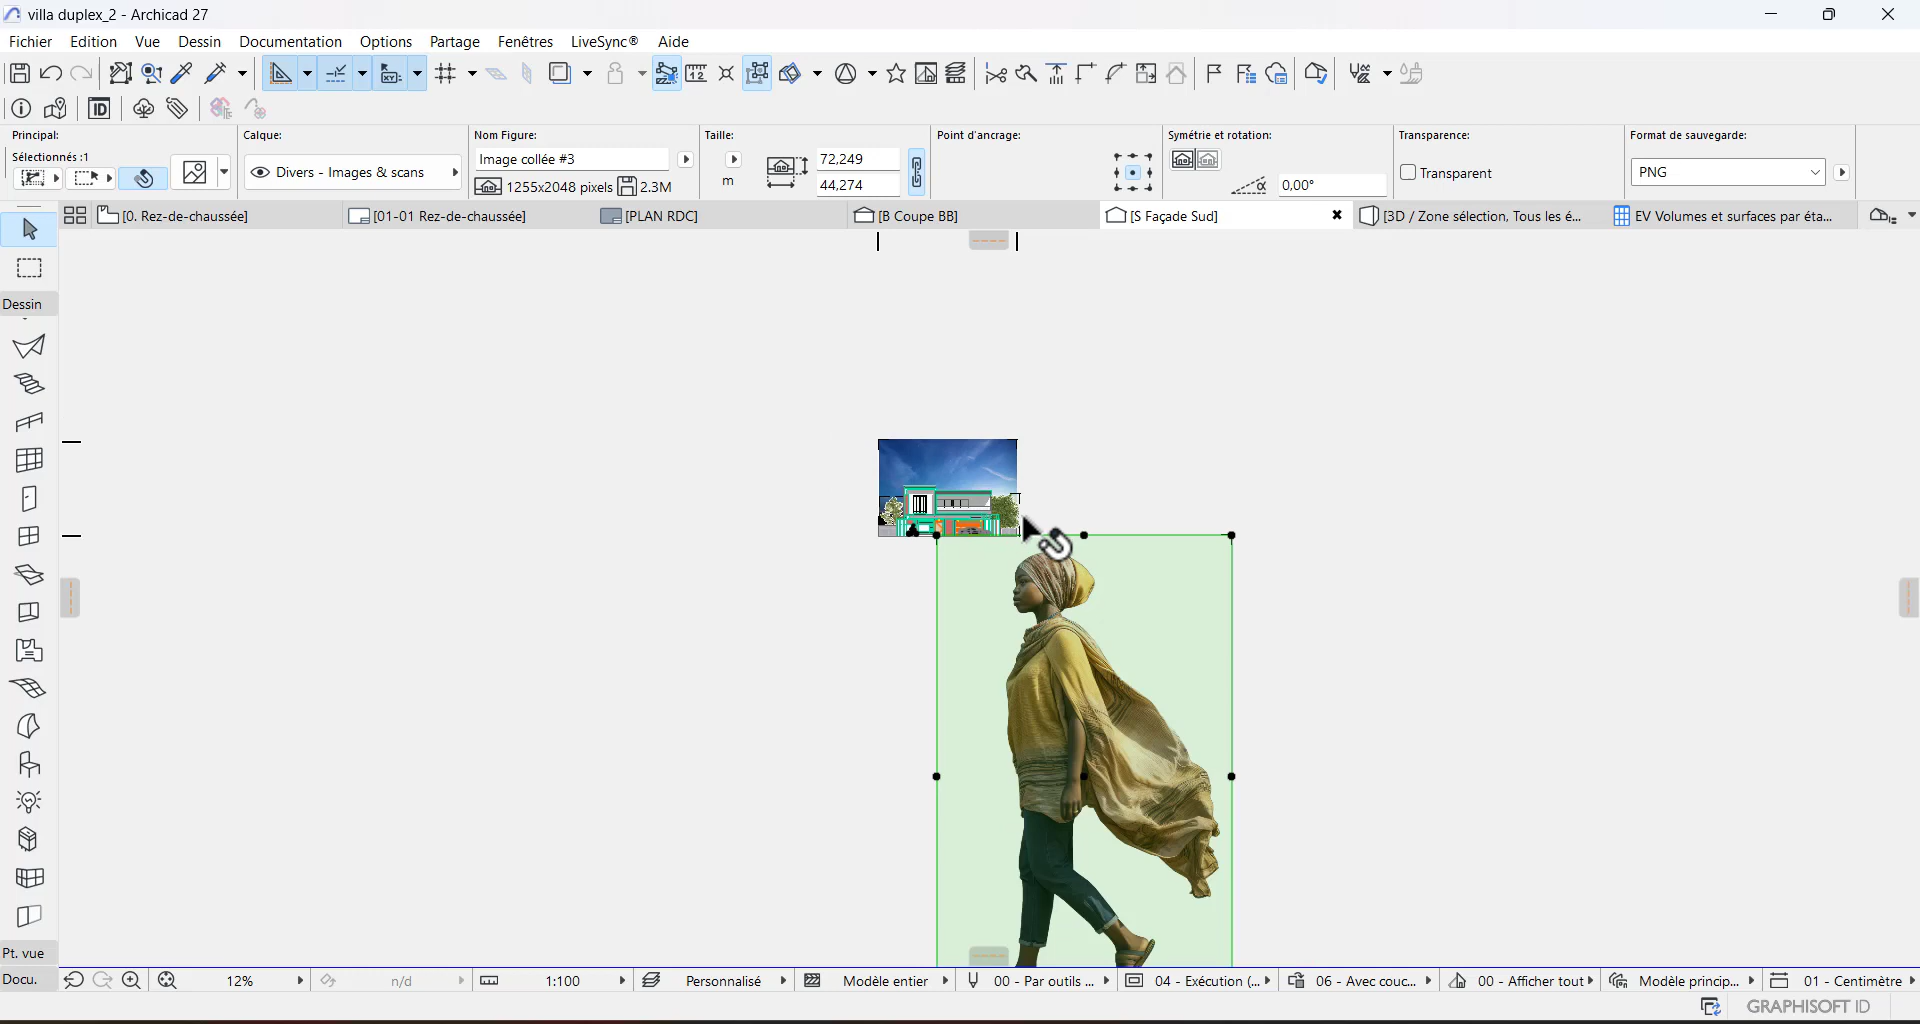 villa duplex_2 - Archicad 27
Fichier Edition Vue Dessin Documentation Options Partage Fenêtres LiveSync® Aide
Principal:
Calque:
Nom Figure:
Taille:
Point d'ancrage:
Symétrie et rotation:
Transparence:
Format de sauvegarde:
Sélectionnés :1
Image collée #3
72,249
Divers - Images & scans
Transparent
PNG
m
1255x2048 pixels 2.3M
44,274
0,00°
[0. Rez-de-chaussée]
[01-01 Rez-de-chaussée]
[PLAN RDC]
[B Coupe BB]
[S Façade Sud]
[3D / Zone sélection, Tous les é...
EV Volumes et surfaces par éta...
Dessin
Pt. vue
Docu.
12%
n/d
1:100
Personnalisé
Modèle entier
00 - Par outils ...
04 - Exécution (...
06 - Avec couc...
00 - Afficher tout
Modèle princip...
01 - Centimètre
GRAPHISOFT ID